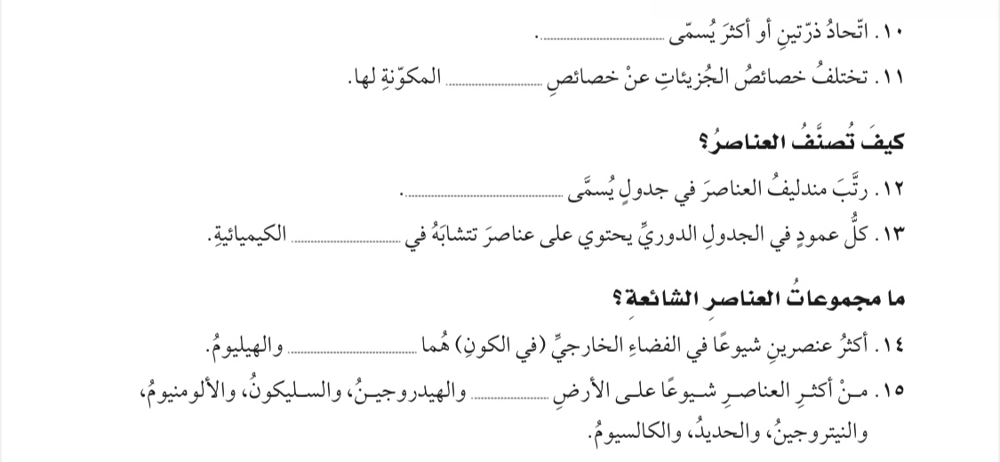 ١٠. اتّحادُ ذرّتينِ أو أكثرَ يُسمّى ...................
١١. تختلفُ خصائصُ الجُزيئاتِ عنْ خصائصِ ................... المكوّنةِ لها.
كيفَ تُصنَّفُ العناصرُ؟
١٢. رتَّبَ مندليفُ العناصرَ في جدولٍ يُسمَّى ...................
١٣. كلُّ عمودٍ في الجدولِ الدوريِّ يحتوي على عناصرَ تتشابَهُ في ................... الكيميائيةِ.
ما مجموعاتُ العناصرِ الشائعةِ؟
١٤. أكثرُ عنصرينِ شيوعًا في الفضاءِ الخارجيِّ (في الكونِ) هُما ................... والهيليومُ.
١٥. منْ أكثرِ العناصرِ شيوعًا على الأرضِ ................... والهيدروجينُ، والسليكونُ، والألومنيومُ،
والنيتروجينُ، والحديدُ، والكالسيومُ.